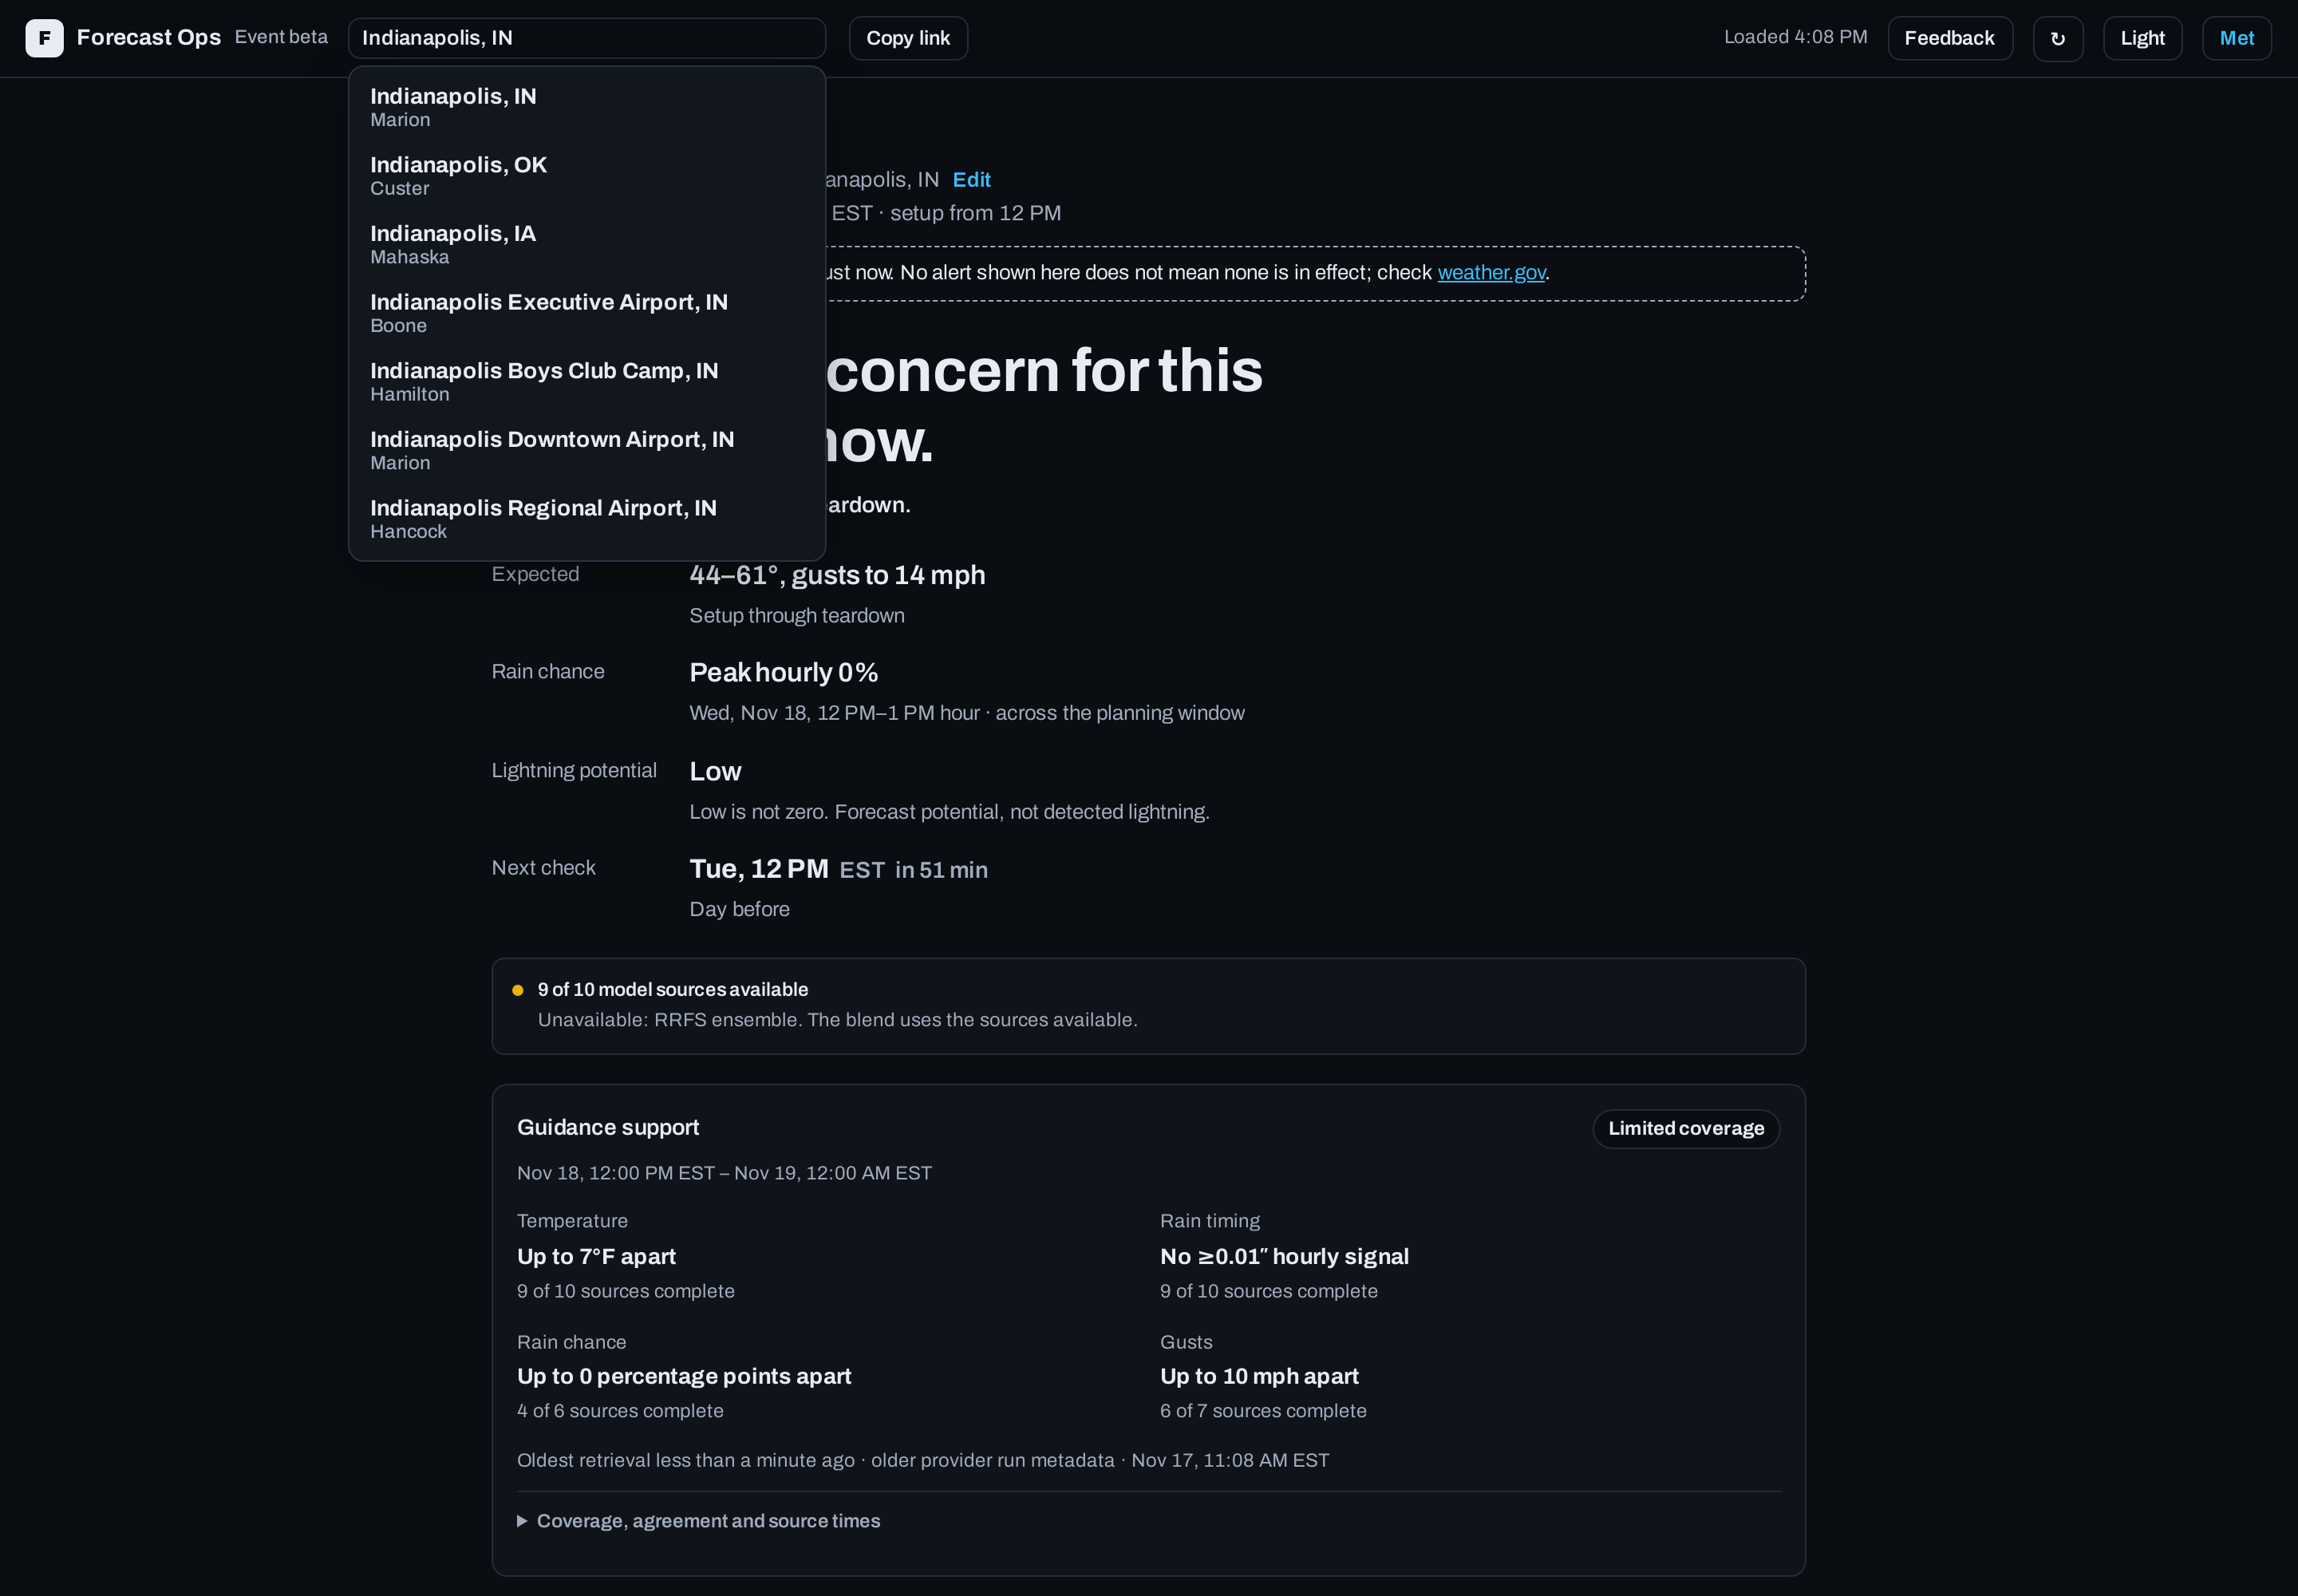 F Forecast Ops Event beta Indianapolis, IN Copy link Loaded 4:08 PM Feedback ↻ Light Met
Indianapolis, IN
Marion
Indianapolis, OK
Custer
Indianapolis, IA
Mahaska
Indianapolis Executive Airport, IN
Boone
Indianapolis Boys Club Camp, IN
Hamilton
Indianapolis Downtown Airport, IN
Marion
Indianapolis Regional Airport, IN
Hancock
anapolis, IN Edit
EST · setup from 12 PM
ust now. No alert shown here does not mean none is in effect; check weather.gov.
concern for this
now.
ardown.
Expected 44–61°, gusts to 14 mph
Setup through teardown
Rain chance Peak hourly 0%
Wed, Nov 18, 12 PM–1 PM hour · across the planning window
Lightning potential Low
Low is not zero. Forecast potential, not detected lightning.
Next check Tue, 12 PM EST in 51 min
Day before
9 of 10 model sources available
Unavailable: RRFS ensemble. The blend uses the sources available.
Guidance support Limited coverage
Nov 18, 12:00 PM EST – Nov 19, 12:00 AM EST
Temperature
Up to 7°F apart
9 of 10 sources complete
Rain timing
No ≥0.01″ hourly signal
9 of 10 sources complete
Rain chance
Up to 0 percentage points apart
4 of 6 sources complete
Gusts
Up to 10 mph apart
6 of 7 sources complete
Oldest retrieval less than a minute ago · older provider run metadata · Nov 17, 11:08 AM EST
▶ Coverage, agreement and source times